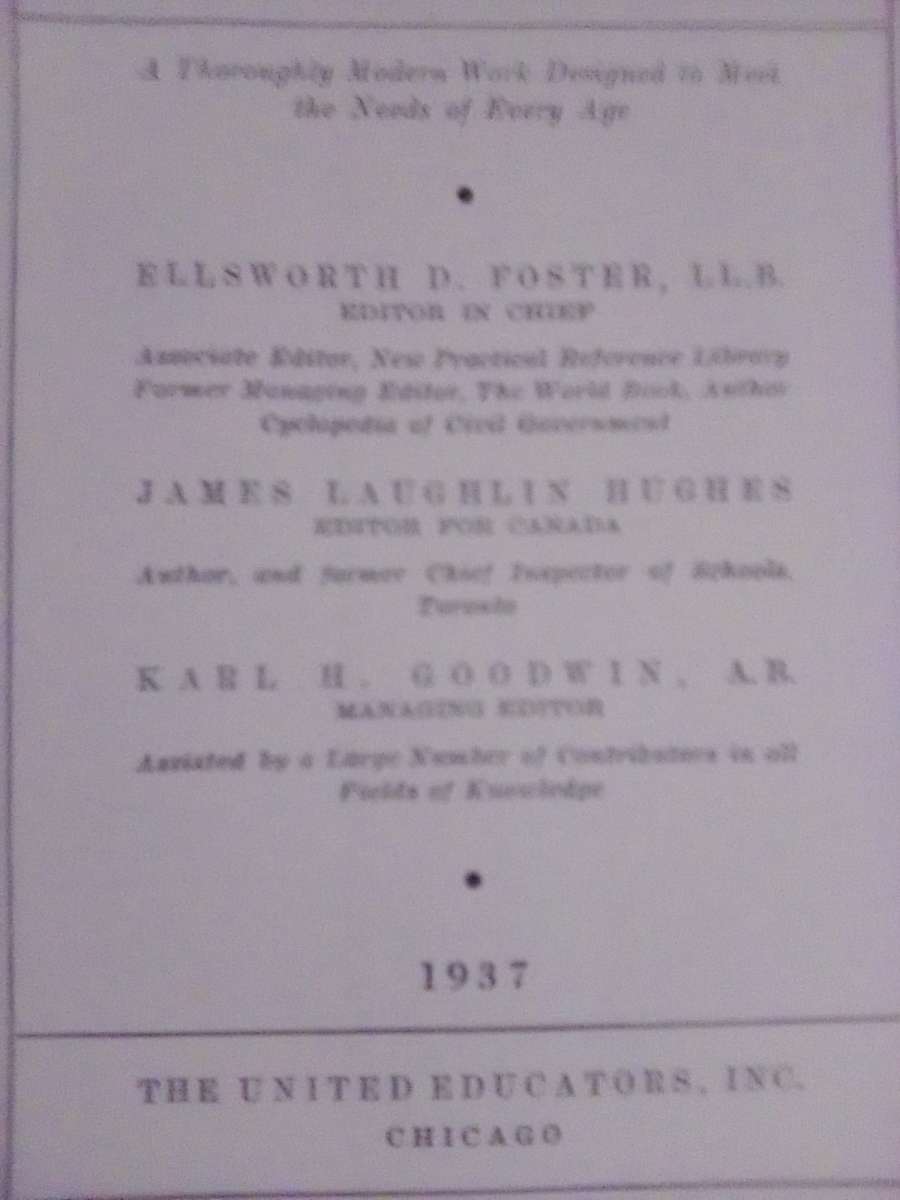 A Thoroughly Modern Work Designed to Meet
the Needs of Every Age
ELLSWORTH D. FOSTER, LL.B.
EDITOR IN CHIEF
Associate Editor, New Practical Reference Library
Former Managing Editor, The World Book, Author
Cyclopedia of Civil Government
JAMES LAUGHLIN HUGHES
EDITOR FOR CANADA
Author, and former Chief Inspector of Schools,
Toronto
KARL H. GOODWIN, A.B.
MANAGING EDITOR
Assisted by a Large Number of Contributors in all
Fields of Knowledge
1937
THE UNITED EDUCATORS, INC.
CHICAGO